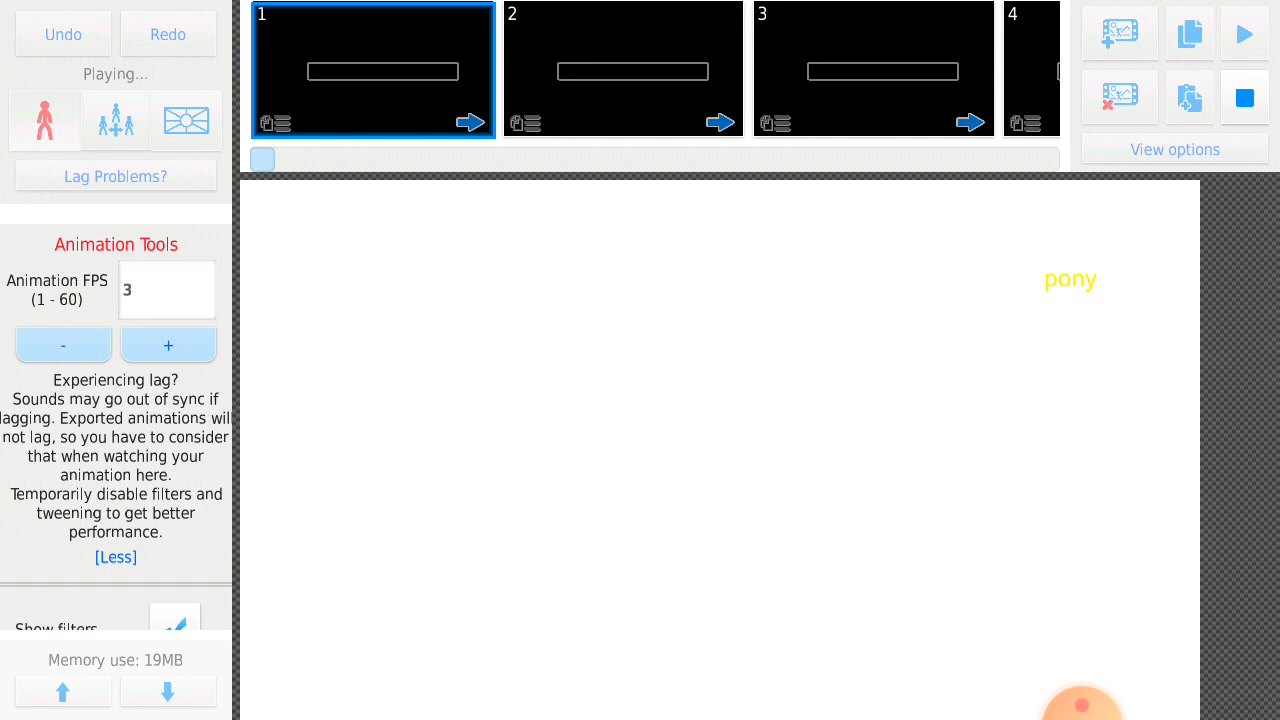 Undo
Redo
Playing...
Lag Problems?
1
2
3
4
View options
Animation Tools
Animation FPS
(1 - 60)
3
-
+
Experiencing lag?
Sounds may go out of sync if
lagging. Exported animations will
not lag, so you have to consider
that when watching your
animation here.
Temporarily disable filters and
tweening to get better
performance.
[Less]
Show filters
Memory use: 19MB
pony